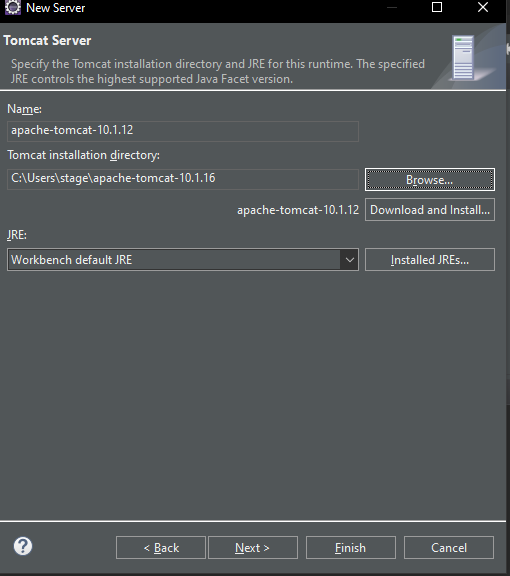 New Server
Tomcat Server
Specify the Tomcat installation directory and JRE for this runtime. The specified
JRE controls the highest supported Java Facet version.
Name:
apache-tomcat-10.1.12
Tomcat installation directory:
C:\Users\stage\apache-tomcat-10.1.16
Browse...
apache-tomcat-10.1.12
Download and Install...
JRE:
Workbench default JRE
Installed JREs...
?
< Back
Next >
Finish
Cancel